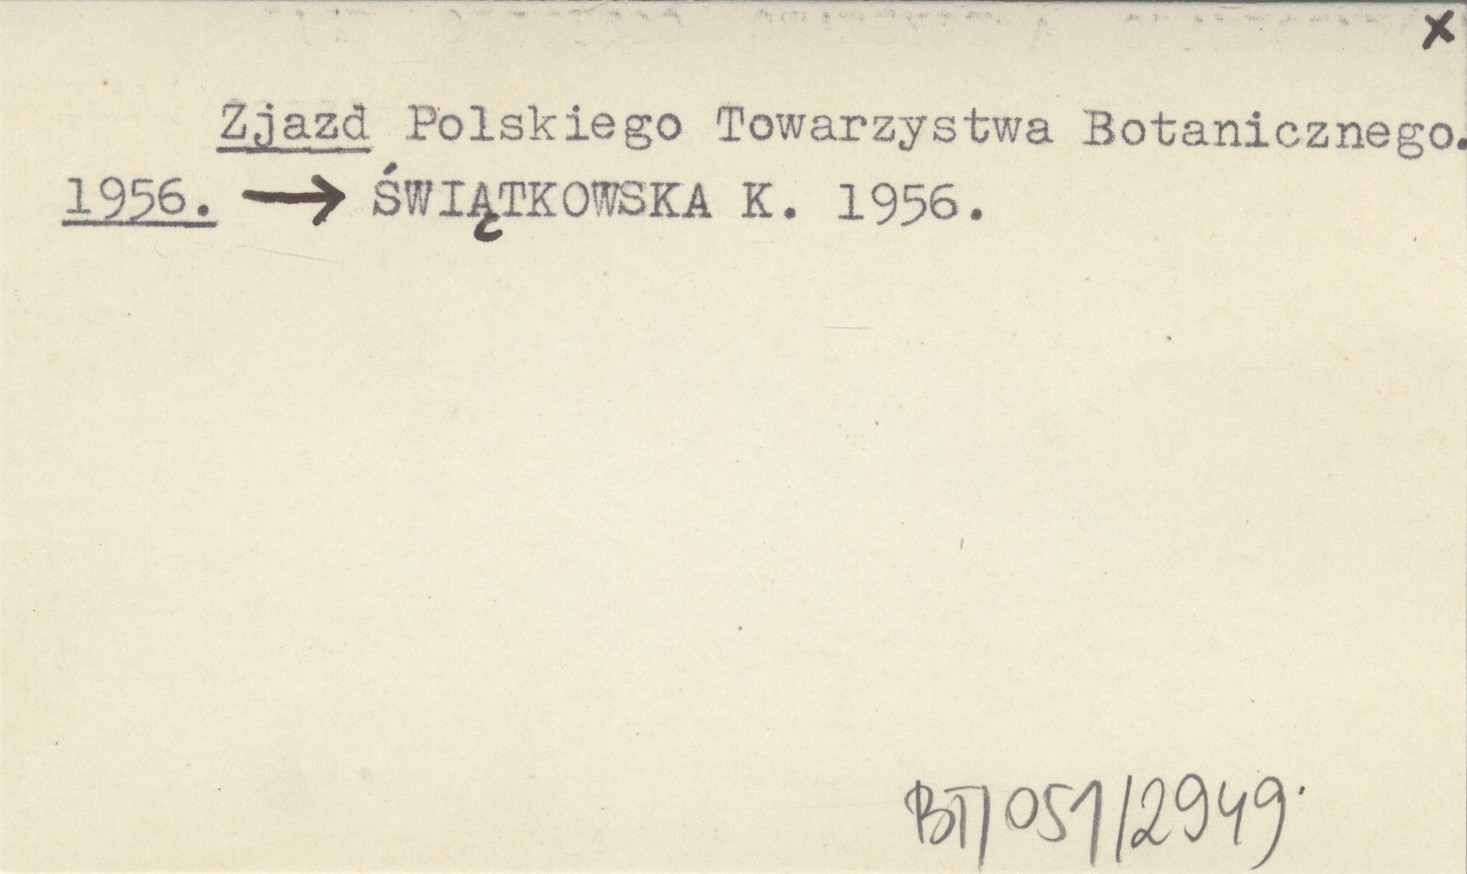 x
Zjazd Polskiego Towarzystwa Botanicznego.
1956. → ŚWIĄTKOWSKA K. 1956.
BT/051/2949.